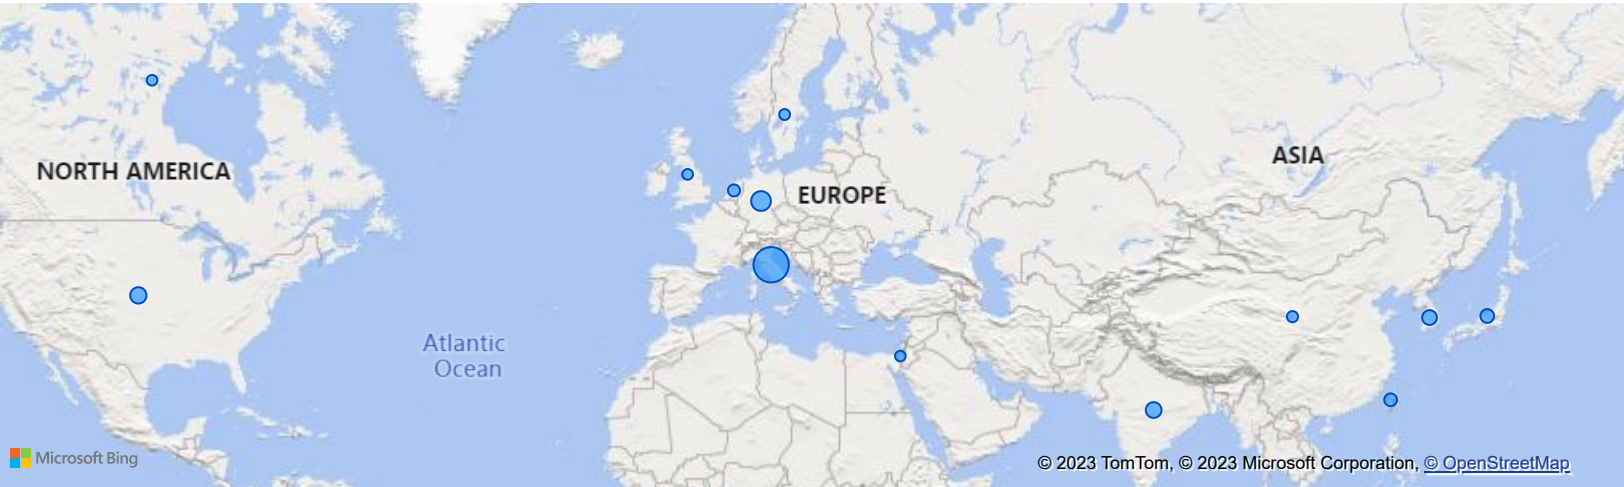 NORTH AMERICA
ASIA
EUROPE
Atlantic
Ocean
Microsoft Bing
© 2023 TomTom, © 2023 Microsoft Corporation, © OpenStreetMap